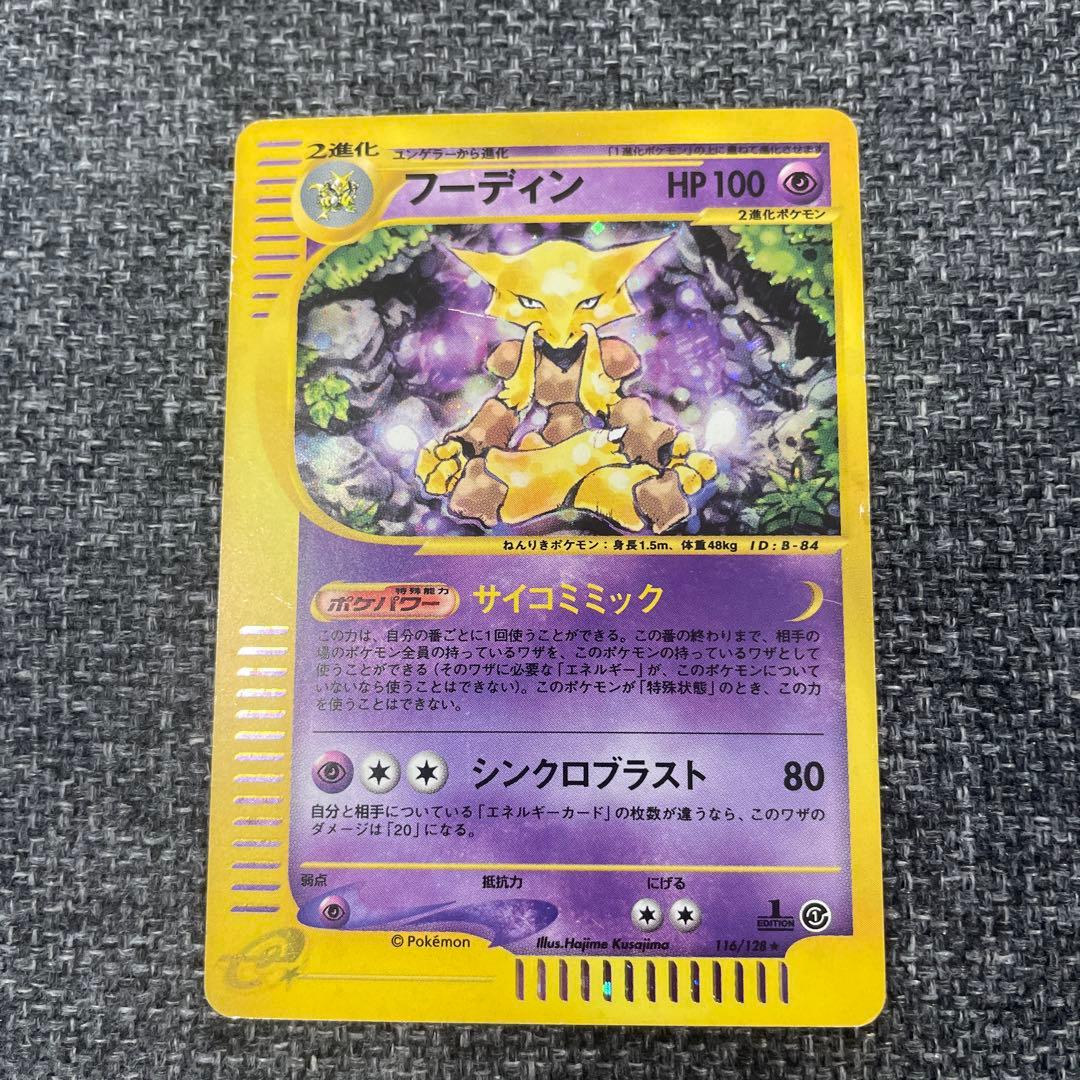 2進化 ユンゲラーから進化 「1進化ポケモン」の上に重ねて進化させます
フーディン HP 100
2進化ポケモン
ねんりきポケモン：身長1.5m、体重48kg ID：B-84
ポケパワー 特殊能力 サイコミミック
この力は、自分の番ごとに1回使うことができる。この番の終わりまで、相手の
場のポケモン全員の持っているワザを、このポケモンの持っているワザとして
使うことができる（そのワザに必要な「エネルギー」が、このポケモンについて
いないなら使うことはできない）。このポケモンが「特殊状態」のとき、この力
を使うことはできない。
シンクロブラスト 80
自分と相手についている「エネルギーカード」の枚数が違うなら、このワザの
ダメージは「20」になる。
弱点 抵抗力 にげる
1
EDITION
©Pokémon Illus.Hajime Kusajima 116/128 ★
e